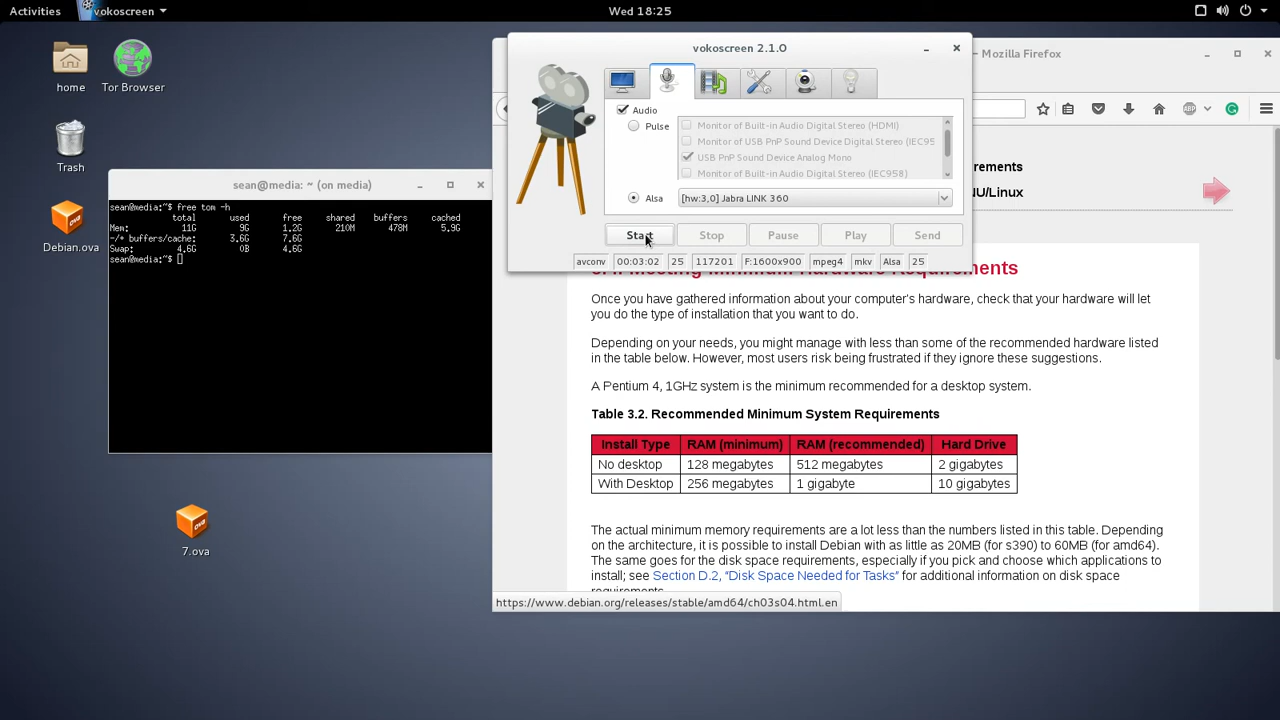 Activities
vokoscreen
Wed 18:25
home
Tor Browser
Trash
Debian.ova
7.ova
sean@media: ~ (on media)
sean@media:~$ free tom -h
total used free shared buffers cached
Mem: 11G 9G 1.2G 210M 478M 5.9G
-/+ buffers/cache: 3.6G 7.6G
Swap: 4.6G 0B 4.6G
sean@media:~$
vokoscreen 2.1.0
Audio
Pulse
Monitor of Built-in Audio Digital Stereo (HDMI)
Monitor of USB PnP Sound Device Digital Stereo (IEC95
USB PnP Sound Device Analog Mono
Monitor of Built-in Audio Digital Stereo (IEC958)
Alsa
[hw:3,0] Jabra LINK 360
Start
Stop
Pause
Play
Send
avconv 00:03:02 25 117201 F:1600x900 mpeg4 mkv Alsa 25
– Mozilla Firefox
ABP
rements
U/Linux
Requirements
Once you have gathered information about your computer's hardware, check that your hardware will let
you do the type of installation that you want to do.
Depending on your needs, you might manage with less than some of the recommended hardware listed
in the table below. However, most users risk being frustrated if they ignore these suggestions.
A Pentium 4, 1GHz system is the minimum recommended for a desktop system.
Table 3.2. Recommended Minimum System Requirements
Install Type RAM (minimum) RAM (recommended) Hard Drive
No desktop 128 megabytes 512 megabytes 2 gigabytes
With Desktop 256 megabytes 1 gigabyte 10 gigabytes
The actual minimum memory requirements are a lot less than the numbers listed in this table. Depending
on the architecture, it is possible to install Debian with as little as 20MB (for s390) to 60MB (for amd64).
The same goes for the disk space requirements, especially if you pick and choose which applications to
install; see Section D.2, “Disk Space Needed for Tasks” for additional information on disk space
requirements.
https://www.debian.org/releases/stable/amd64/ch03s04.html.en